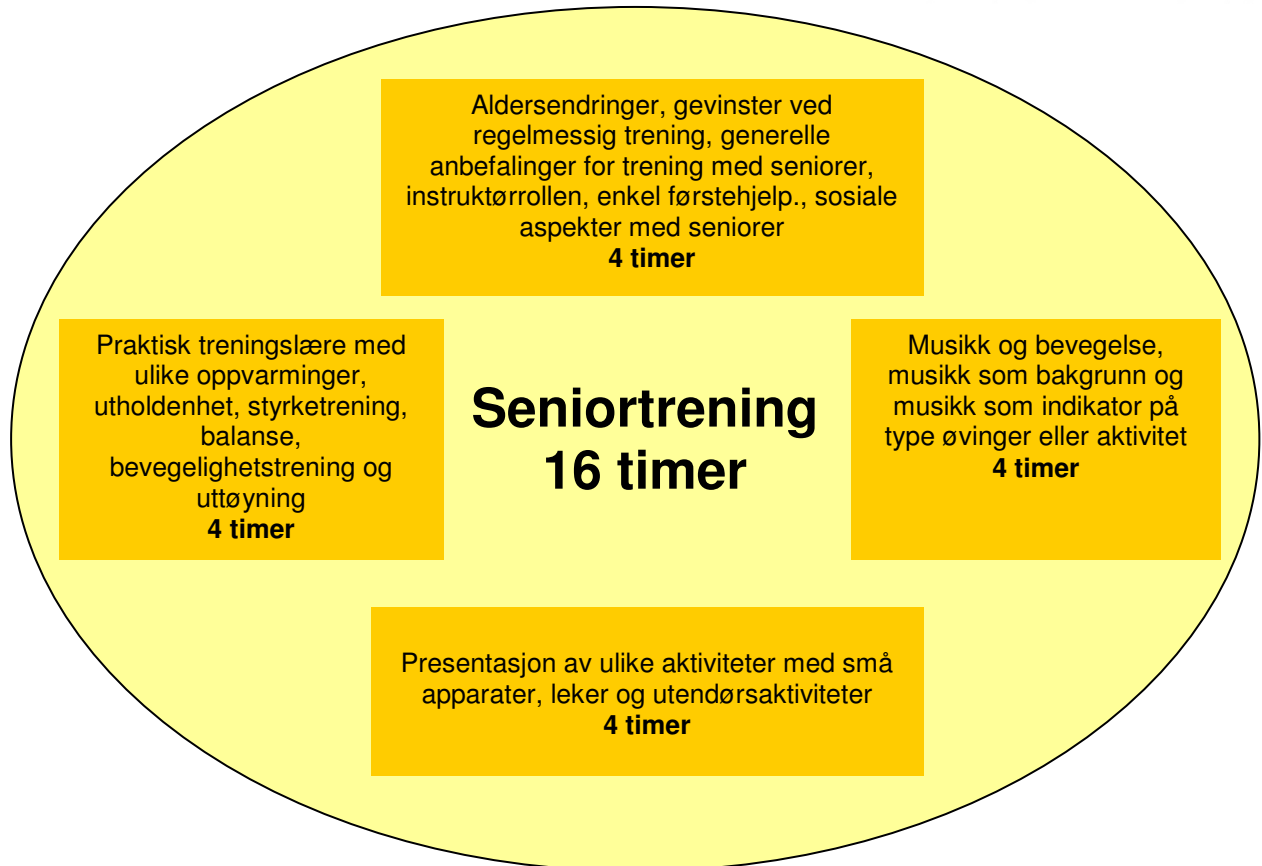 Aldersendringer, gevinster ved
regelmessig trening, generelle
anbefalinger for trening med seniorer,
instruktørrollen, enkel førstehjelp., sosiale
aspekter med seniorer
4 timer
Praktisk treningslære med
ulike oppvarminger,
utholdenhet, styrketrening,
balanse,
bevegelighetstrening og
uttøyning
4 timer
Seniortrening
16 timer
Musikk og bevegelse,
musikk som bakgrunn og
musikk som indikator på
type øvinger eller aktivitet
4 timer
Presentasjon av ulike aktiviteter med små
apparater, leker og utendørsaktiviteter
4 timer